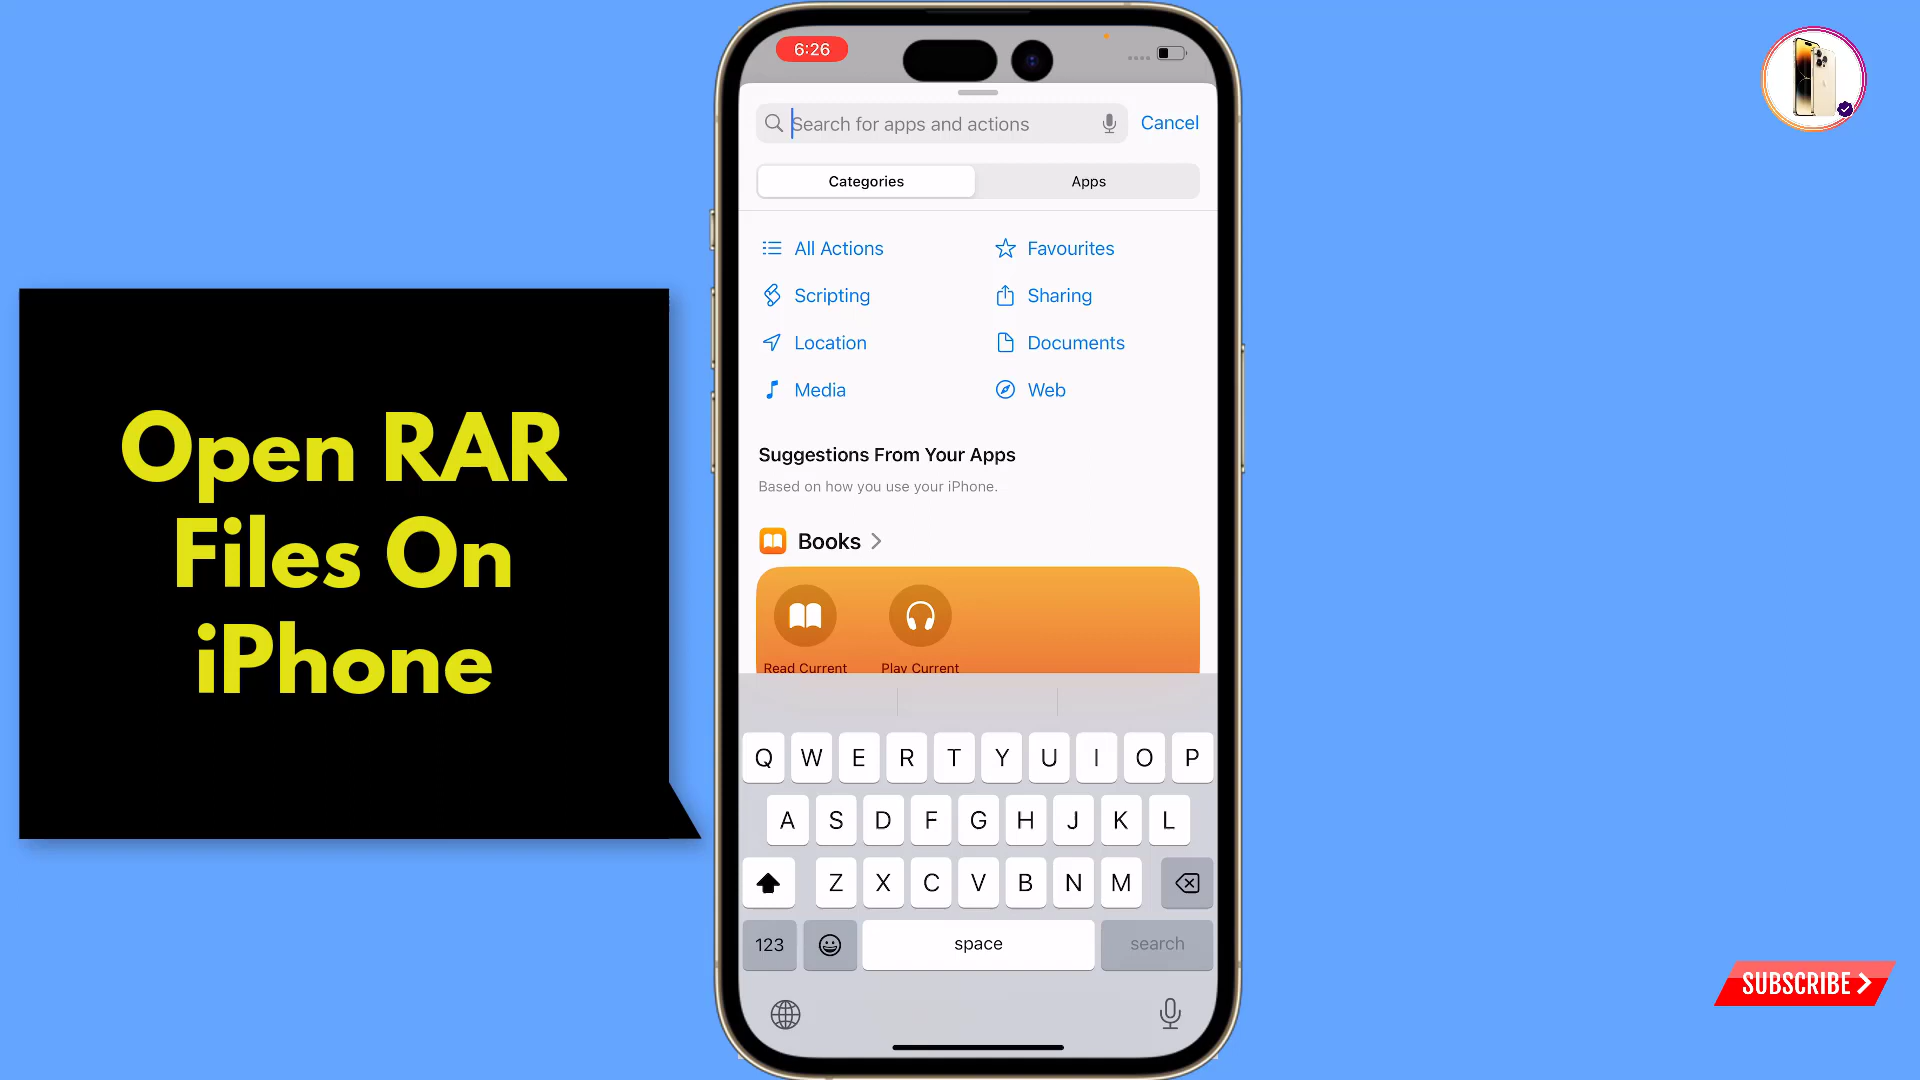 6:26
Search for apps and actions
Cancel
Categories
Apps
All Actions
Favourites
Scripting
Sharing
Location
Documents
Media
Web
Suggestions From Your Apps
Based on how you use your iPhone.
Books
Read Current
Play Current
Q W E R T Y U I O P
A S D F G H J K L
Z X C V B N M
123
space
search
Open RAR
Files On
iPhone
SUBSCRIBE